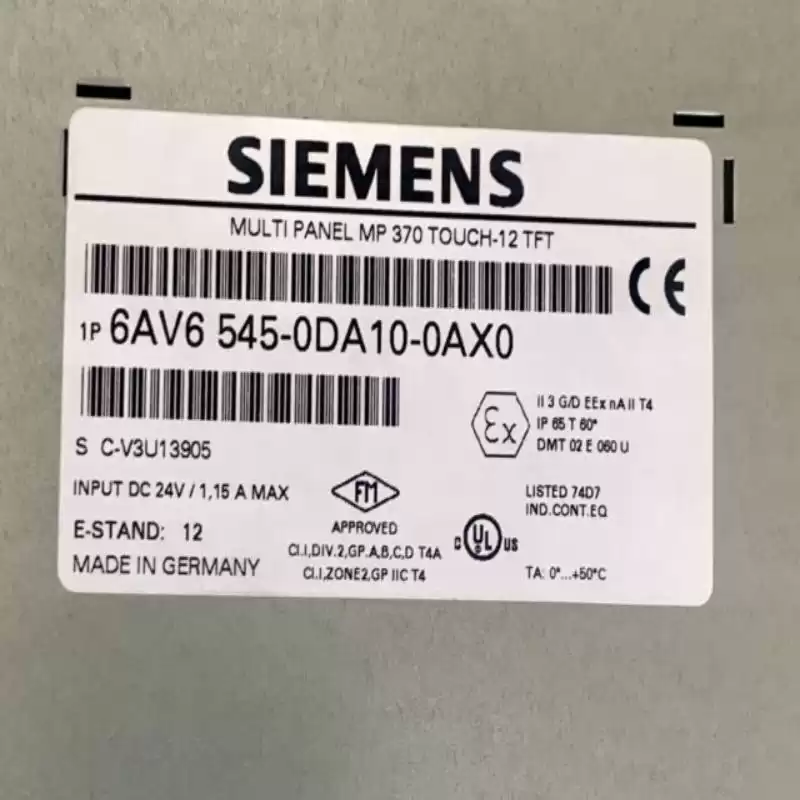 SIEMENS
MULTI PANEL MP 370 TOUCH-12 TFT
CE
1P 6AV6 545-0DA10-0AX0
S C-V3U13905
Ex
II 3 G/D EEx nA II T4
IP 65 T 60°
DMT 02 E 060 U
INPUT DC 24V / 1,15 A MAX
E-STAND: 12
MADE IN GERMANY
FM
APPROVED
Cl.I,DIV.2,GP.A,B,C,D T4A
Cl.I,ZONE2,GP IIC T4
c UL US
LISTED 74D7
IND.CONT.EQ
TA: 0°...+50°C